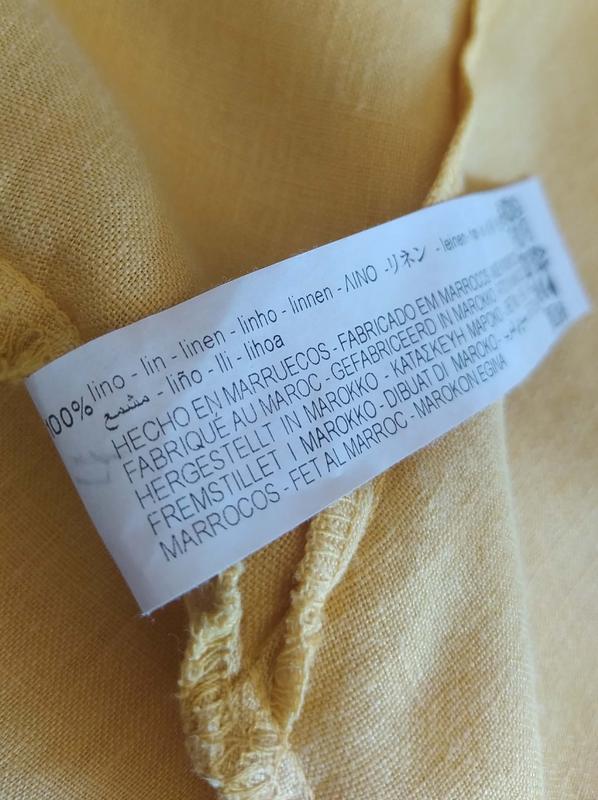 100% lino - lin - linen - linho - linnen - ΛINO - リネン - leinen
مشمع - liño - lli - lihoa
HECHO EN MARRUECOS - FABRICADO EM MARROCOS
FABRIQUÉ AU MAROC - GEFABRICEERD IN MAROKKO
HERGESTELLT IN MAROKKO - ΚΑΤΑΣΚΕΥΗ ΜΑΡΟΚΟ
FREMSTILLET I MAROKKO - DIBUAT DI MAROKO -
MARROCOS - FET AL MARROC - MAROKON EGINA